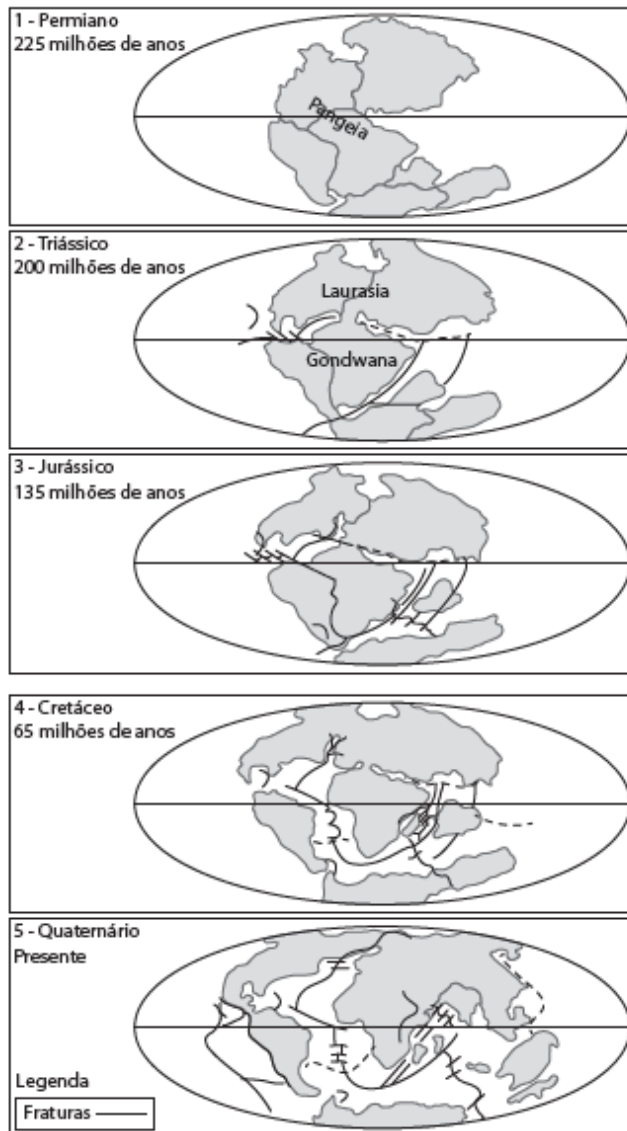 1 - Permiano
225 milhões de anos
Pangeia
2 - Triássico
200 milhões de anos
Laurasia
Gondwana
3 - Jurássico
135 milhões de anos
4 - Cretáceo
65 milhões de anos
5 - Quaternário
Presente
Legenda
Fraturas